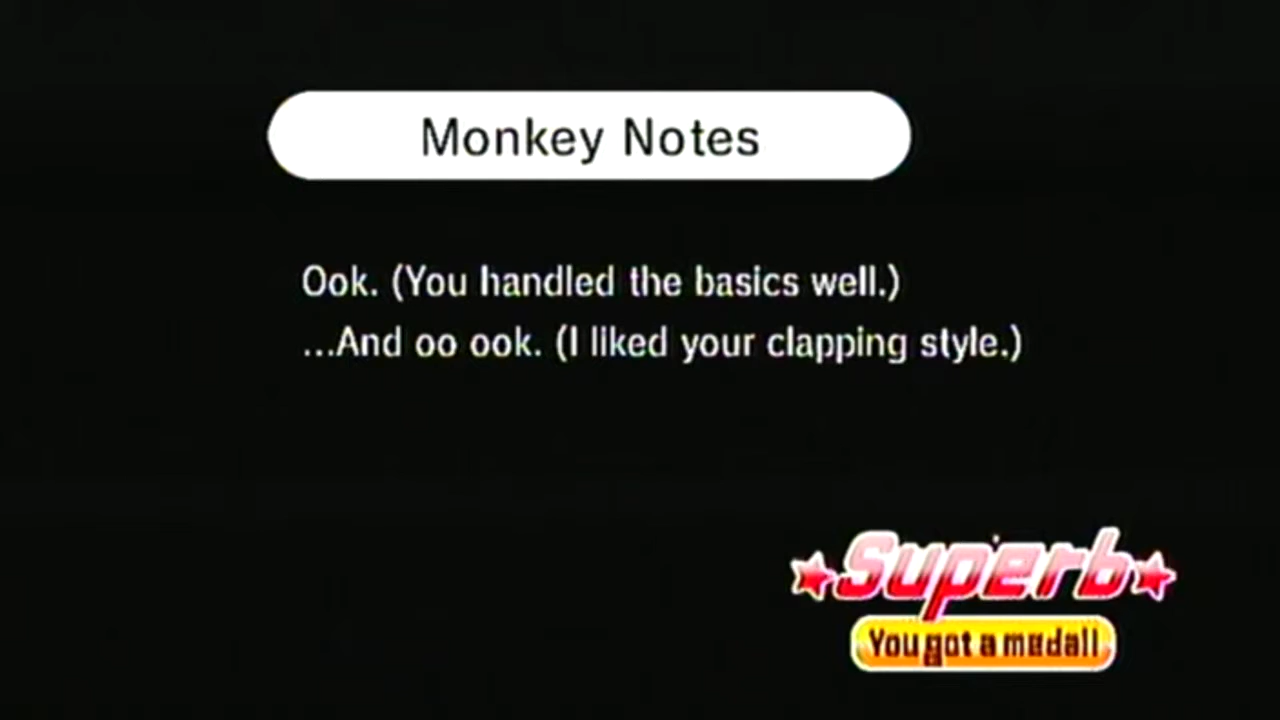 Monkey Notes
Ook. (You handled the basics well.)
...And oo ook. (I liked your clapping style.)
Superb
You got a medal!